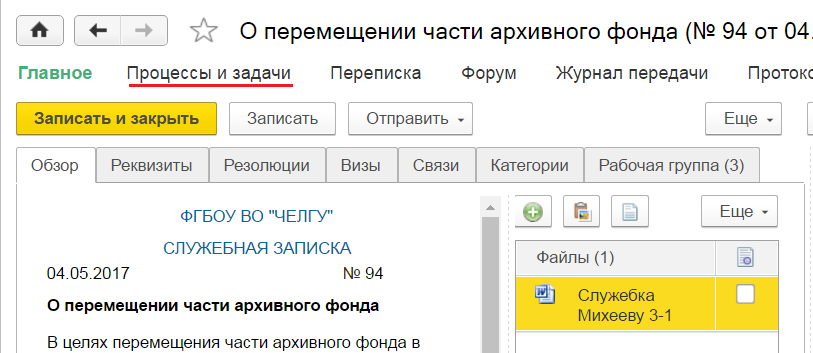 О перемещении части архивного фонда (№ 94 от 04.
Главное Процессы и задачи Переписка Форум Журнал передачи Протоко
Записать и закрыть Записать Отправить Еще
Обзор Реквизиты Резолюции Визы Связи Категории Рабочая группа (3)
ФГБОУ ВО "ЧЕЛГУ"
СЛУЖЕБНАЯ ЗАПИСКА
04.05.2017 № 94
О перемещении части архивного фонда
В целях перемещения части архивного фонда в
Еще
Файлы (1)
Служебка
Михееву 3-1